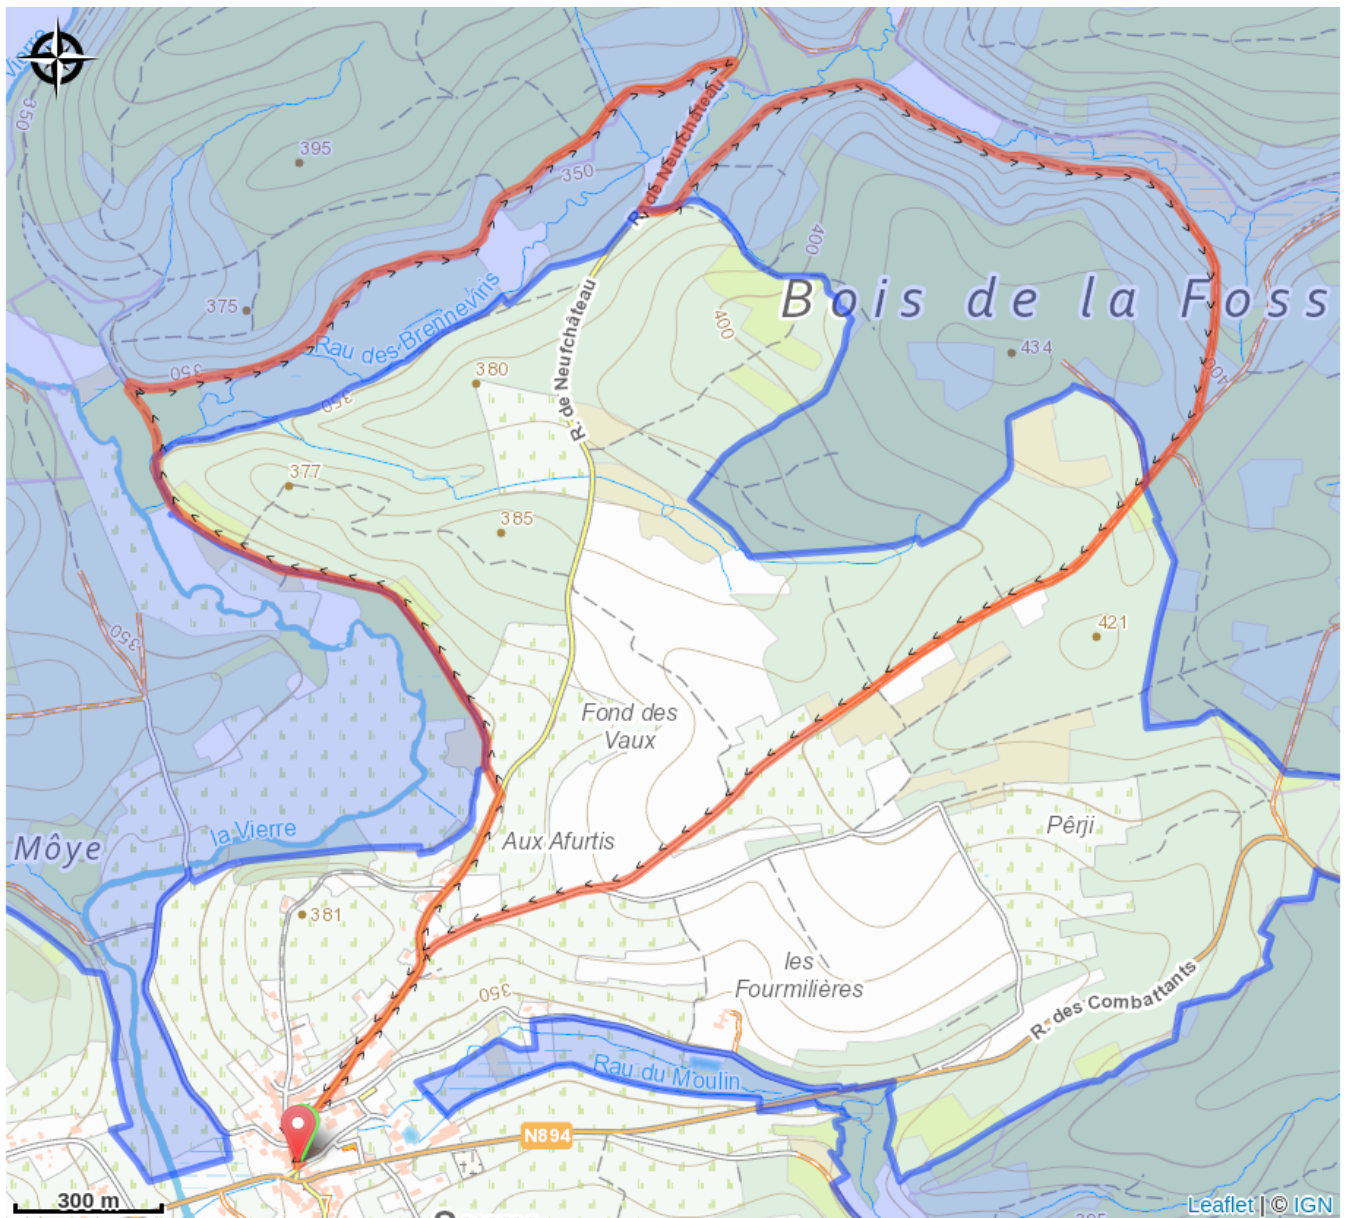 Vierre
350
395
350
R. de Neufchâteau
400
Bois de la Foss
375
Rau des Brenneviris
R. de Neufchâteau
400
434
350
380
350
400
377
385
350
421
Fond des
Vaux
la Vierre
Môye
Aux Afurtis
Pêrji
381
les
Fourmilières
350
R. des Combattants
Rau du Moulin
N894
300 m
Leaflet | © IGN